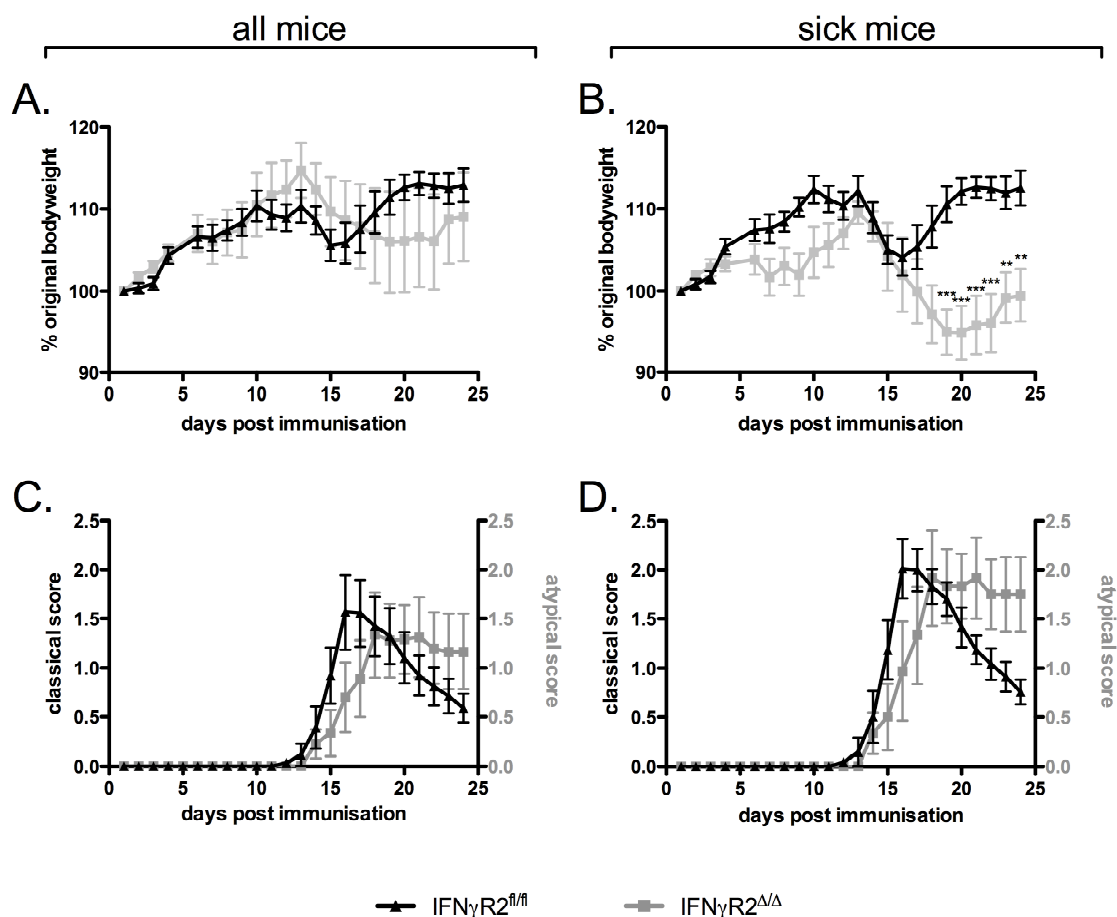 all mice
sick mice
A.
B.
120
110
100
90
% original bodyweight
0 5 10 15 20 25
days post immunisation
120
110
100
90
% original bodyweight
*** *** *** *** ** **
0 5 10 15 20 25
days post immunisation
C.
D.
2.5
2.0
1.5
1.0
0.5
0.0
classical score
2.5
2.0
1.5
1.0
0.5
0.0
atypical score
0 5 10 15 20 25
days post immunisation
2.5
2.0
1.5
1.0
0.5
0.0
classical score
2.5
2.0
1.5
1.0
0.5
0.0
atypical score
0 5 10 15 20 25
days post immunisation
IFNγR2fl/fl
IFNγR2Δ/Δ